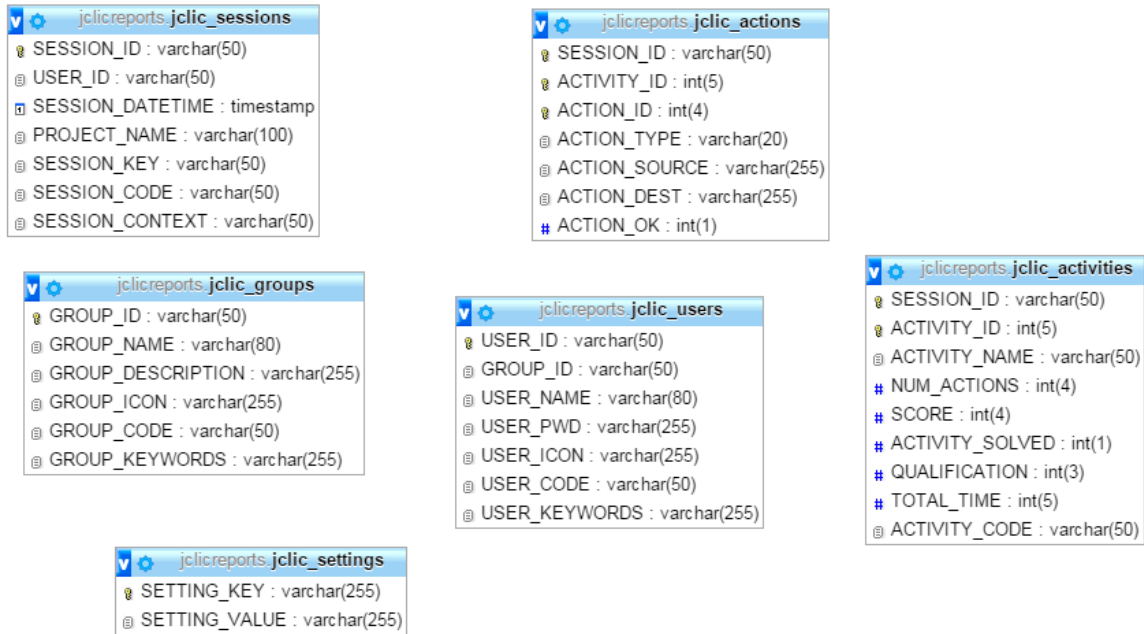 jclicreports.jclic_sessions
SESSION_ID : varchar(50)
USER_ID : varchar(50)
SESSION_DATETIME : timestamp
PROJECT_NAME : varchar(100)
SESSION_KEY : varchar(50)
SESSION_CODE : varchar(50)
SESSION_CONTEXT : varchar(50)
jclicreports.jclic_actions
SESSION_ID : varchar(50)
ACTIVITY_ID : int(5)
ACTION_ID : int(4)
ACTION_TYPE : varchar(20)
ACTION_SOURCE : varchar(255)
ACTION_DEST : varchar(255)
# ACTION_OK : int(1)
jclicreports.jclic_groups
GROUP_ID : varchar(50)
GROUP_NAME : varchar(80)
GROUP_DESCRIPTION : varchar(255)
GROUP_ICON : varchar(255)
GROUP_CODE : varchar(50)
GROUP_KEYWORDS : varchar(255)
jclicreports.jclic_users
USER_ID : varchar(50)
GROUP_ID : varchar(50)
USER_NAME : varchar(80)
USER_PWD : varchar(255)
USER_ICON : varchar(255)
USER_CODE : varchar(50)
USER_KEYWORDS : varchar(255)
jclicreports.jclic_activities
SESSION_ID : varchar(50)
ACTIVITY_ID : int(5)
ACTIVITY_NAME : varchar(50)
# NUM_ACTIONS : int(4)
# SCORE : int(4)
# ACTIVITY_SOLVED : int(1)
# QUALIFICATION : int(3)
# TOTAL_TIME : int(5)
ACTIVITY_CODE : varchar(50)
jclicreports.jclic_settings
SETTING_KEY : varchar(255)
SETTING_VALUE : varchar(255)